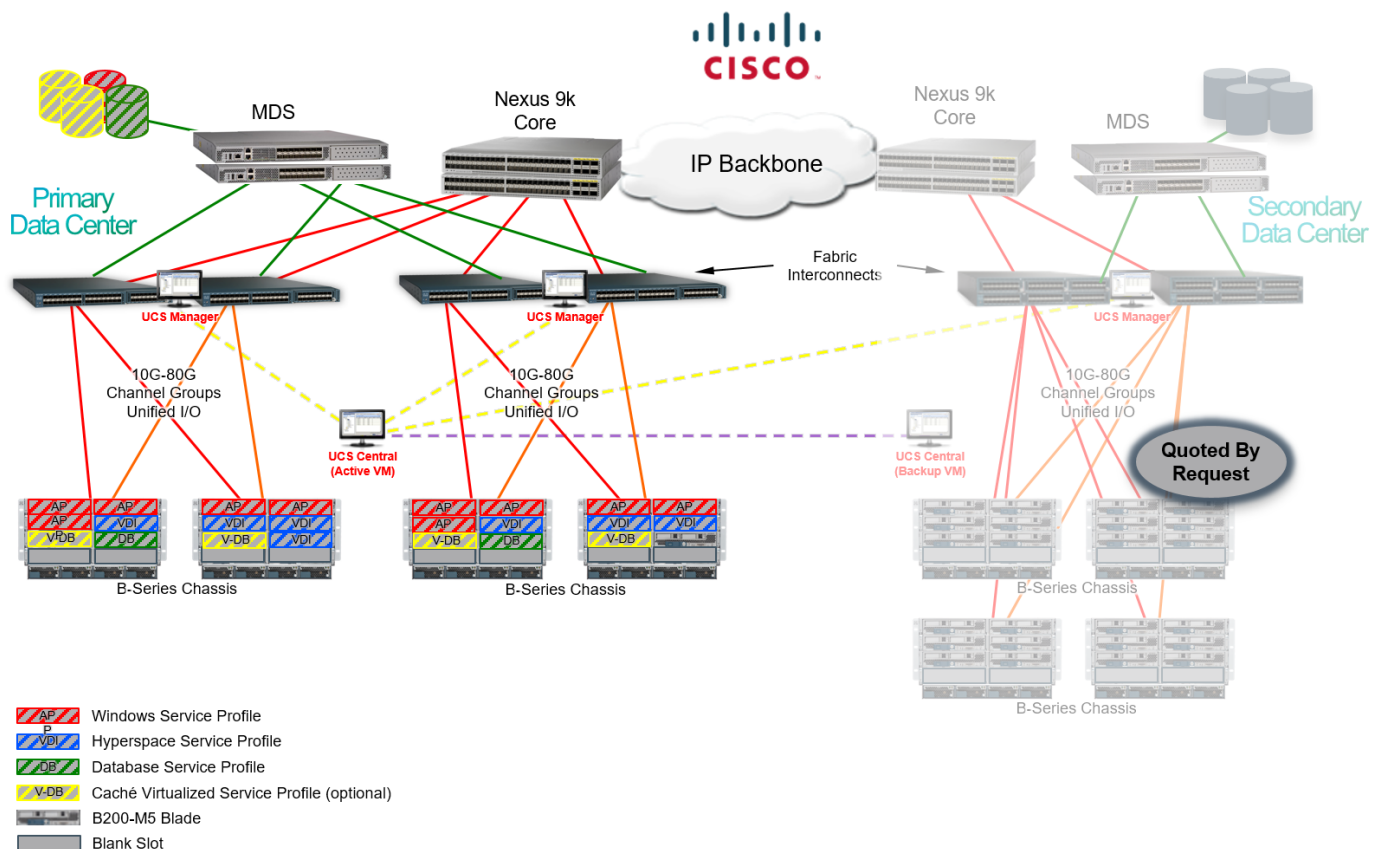 CISCO
MDS
Nexus 9k
Core
IP Backbone
Nexus 9k
Core
MDS
Primary
Data Center
Secondary
Data Center
Fabric
Interconnects
UCS Manager
UCS Manager
UCS Manager
10G-80G
Channel Groups
Unified I/O
10G-80G
Channel Groups
Unified I/O
10G-80G
Channel Groups
Unified I/O
UCS Central
(Active VM)
UCS Central
(Backup VM)
Quoted By
Request
AP AP
AP VDI
P
V-DB DB
AP AP
VDI VDI
V-DB VDI
AP AP
AP VDI
V-DB DB
AP AP
VDI VDI
V-DB
B-Series Chassis
B-Series Chassis
B-Series Chassis
B-Series Chassis
AP Windows Service Profile
P
VDI Hyperspace Service Profile
DB Database Service Profile
V-DB Caché Virtualized Service Profile (optional)
B200-M5 Blade
Blank Slot